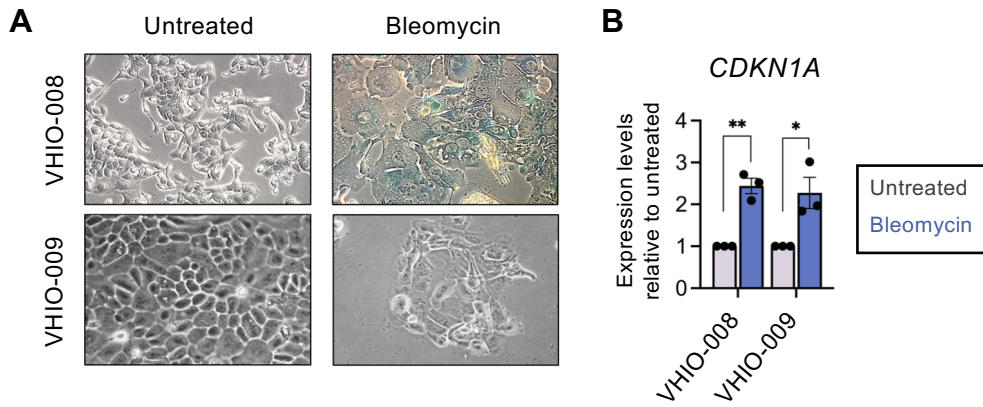 A
Untreated
Bleomycin
VHIO-008
VHIO-009
B
CDKN1A
Expression levels
relative to untreated
4
3
2
1
0
**
*
VHIO-008
VHIO-009
Untreated
Bleomycin